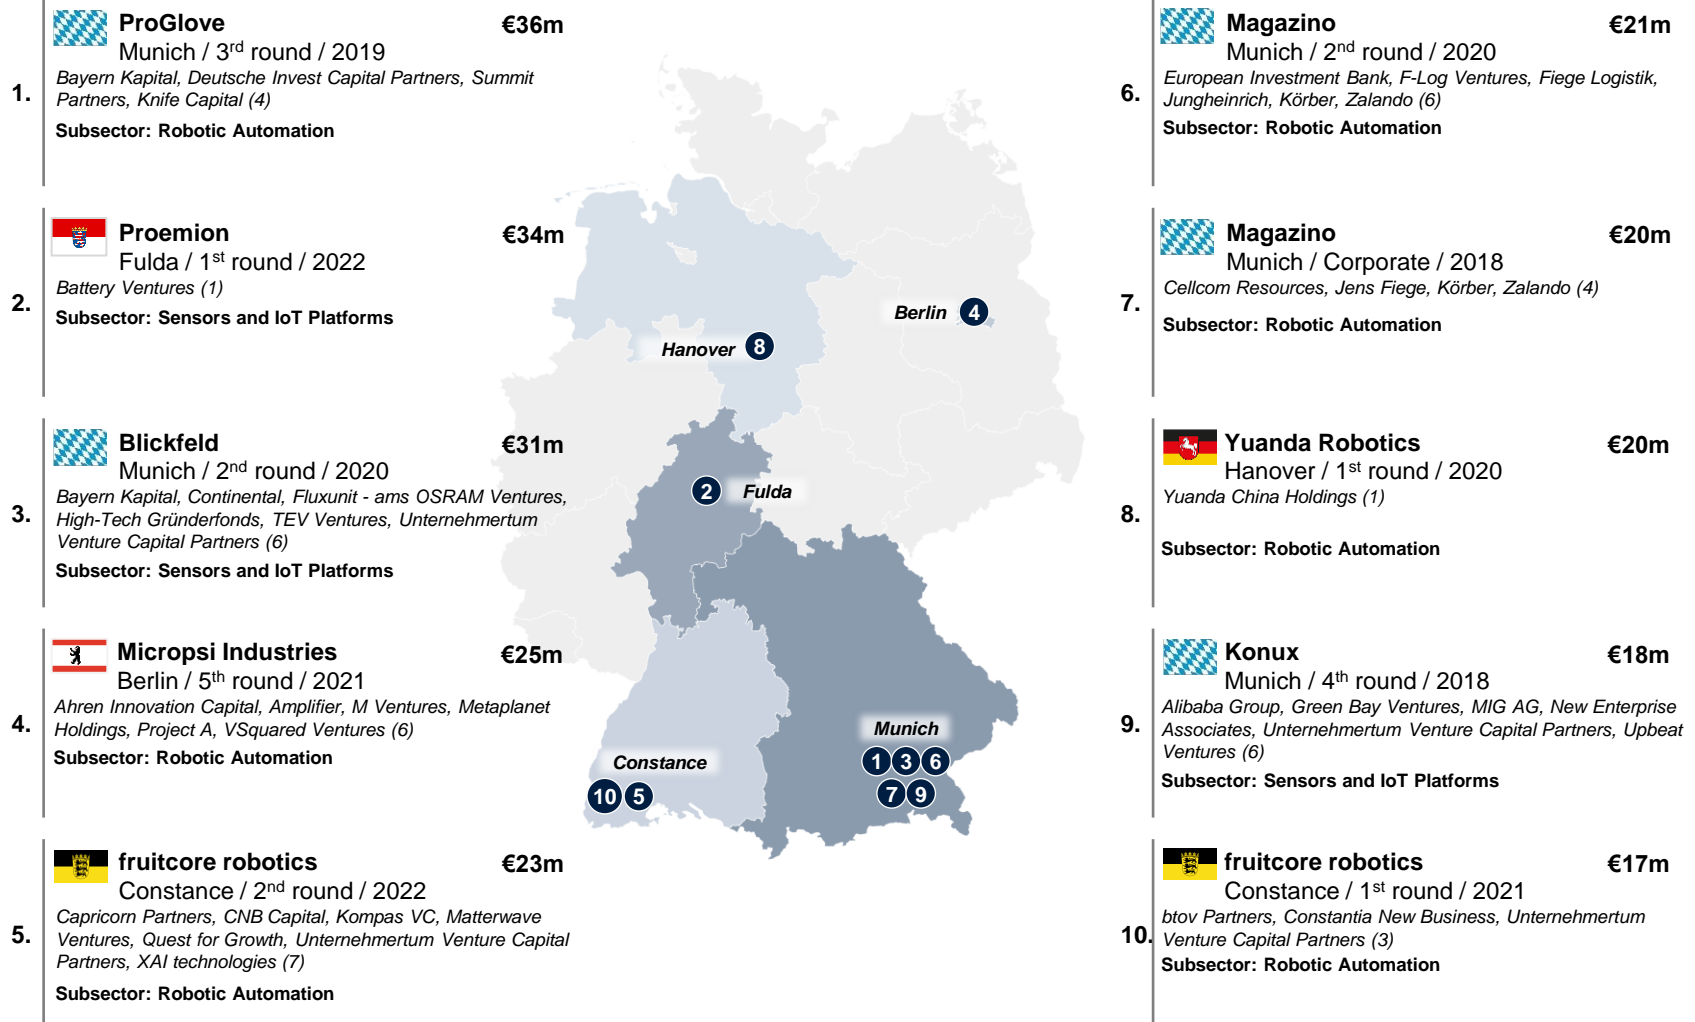 1.
ProGlove €36m
Munich / 3rd round / 2019
Bayern Kapital, Deutsche Invest Capital Partners, Summit
Partners, Knife Capital (4)
Subsector: Robotic Automation
2.
Proemion €34m
Fulda / 1st round / 2022
Battery Ventures (1)
Subsector: Sensors and IoT Platforms
3.
Blickfeld €31m
Munich / 2nd round / 2020
Bayern Kapital, Continental, Fluxunit - ams OSRAM Ventures,
High-Tech Gründerfonds, TEV Ventures, Unternehmertum
Venture Capital Partners (6)
Subsector: Sensors and IoT Platforms
4.
Micropsi Industries €25m
Berlin / 5th round / 2021
Ahren Innovation Capital, Amplifier, M Ventures, Metaplanet
Holdings, Project A, VSquared Ventures (6)
Subsector: Robotic Automation
5.
fruitcore robotics €23m
Constance / 2nd round / 2022
Capricorn Partners, CNB Capital, Kompas VC, Matterwave
Ventures, Quest for Growth, Unternehmertum Venture Capital
Partners, XAI technologies (7)
Subsector: Robotic Automation
Berlin 4
Hanover 8
2 Fulda
Munich
1 3 6
7 9
Constance
10 5
6.
Magazino €21m
Munich / 2nd round / 2020
European Investment Bank, F-Log Ventures, Fiege Logistik,
Jungheinrich, Körber, Zalando (6)
Subsector: Robotic Automation
7.
Magazino €20m
Munich / Corporate / 2018
Cellcom Resources, Jens Fiege, Körber, Zalando (4)
Subsector: Robotic Automation
8.
Yuanda Robotics €20m
Hanover / 1st round / 2020
Yuanda China Holdings (1)
Subsector: Robotic Automation
9.
Konux €18m
Munich / 4th round / 2018
Alibaba Group, Green Bay Ventures, MIG AG, New Enterprise
Associates, Unternehmertum Venture Capital Partners, Upbeat
Ventures (6)
Subsector: Sensors and IoT Platforms
10.
fruitcore robotics €17m
Constance / 1st round / 2021
btov Partners, Constantia New Business, Unternehmertum
Venture Capital Partners (3)
Subsector: Robotic Automation